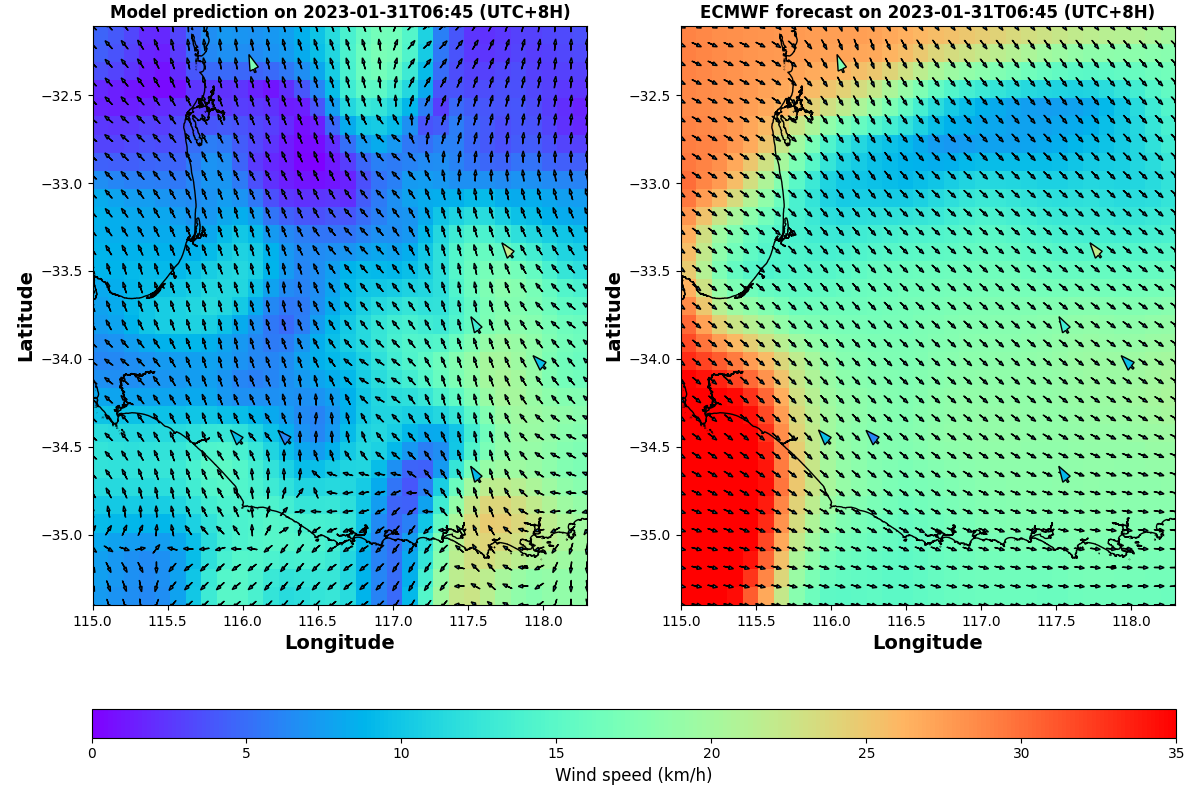 Model prediction on 2023-01-31T06:45 (UTC+8H)
ECMWF forecast on 2023-01-31T06:45 (UTC+8H)
−32.5
−33.0
−33.5
−34.0
−34.5
−35.0
Latitude
115.0 115.5 116.0 116.5 117.0 117.5 118.0
Longitude
−32.5
−33.0
−33.5
−34.0
−34.5
−35.0
Latitude
115.0 115.5 116.0 116.5 117.0 117.5 118.0
Longitude
0 5 10 15 20 25 30 35
Wind speed (km/h)